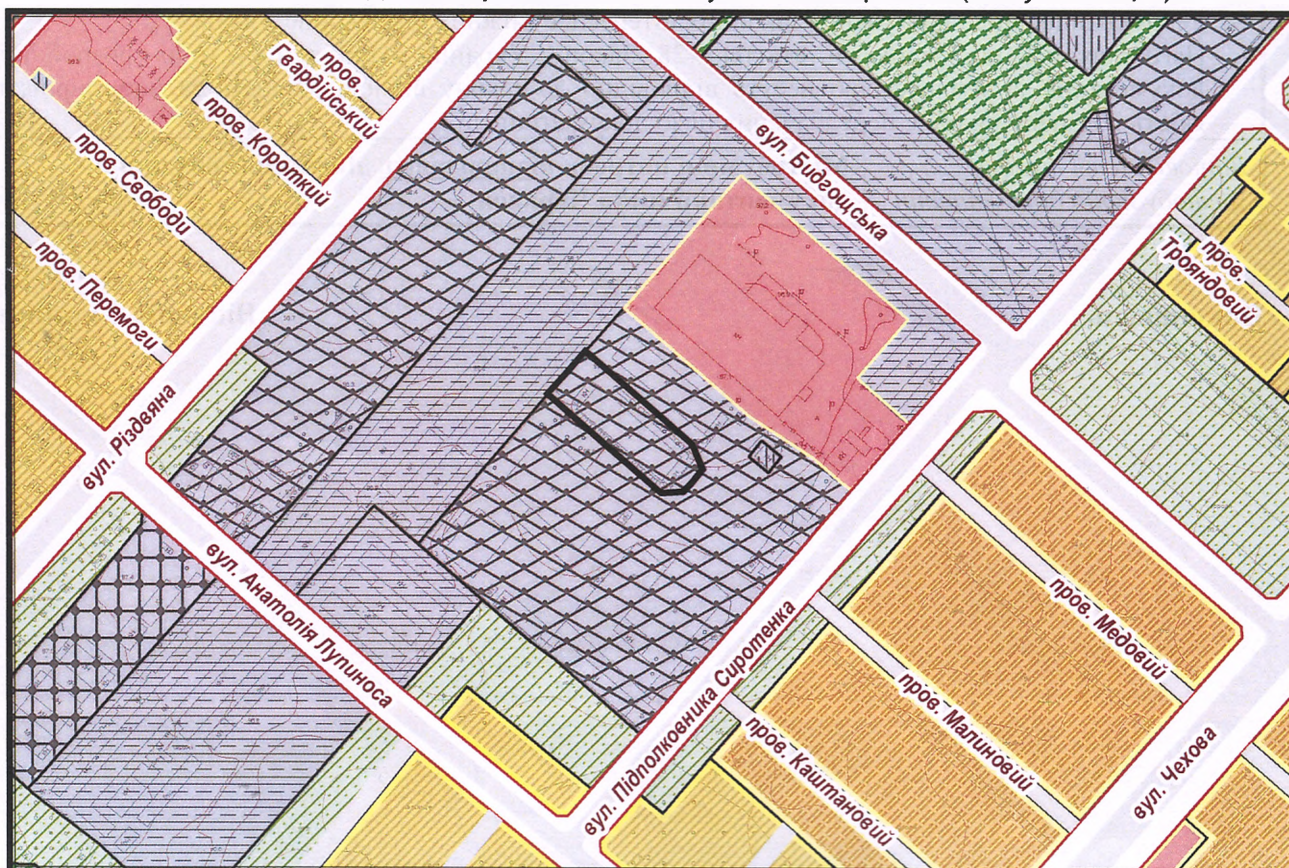 пров.
Гвардійський
пров. Короткий
пров. Свободи
пров. Перемоги
вул. Бидгощська
пров.
Трояндовий
вул. Різдвяна
вул. Анатолія Лупиноса
вул. Підполковника Сиротенка
пров. Медовий
пров. Малиновий
пров. Каштановий
вул. Чехова